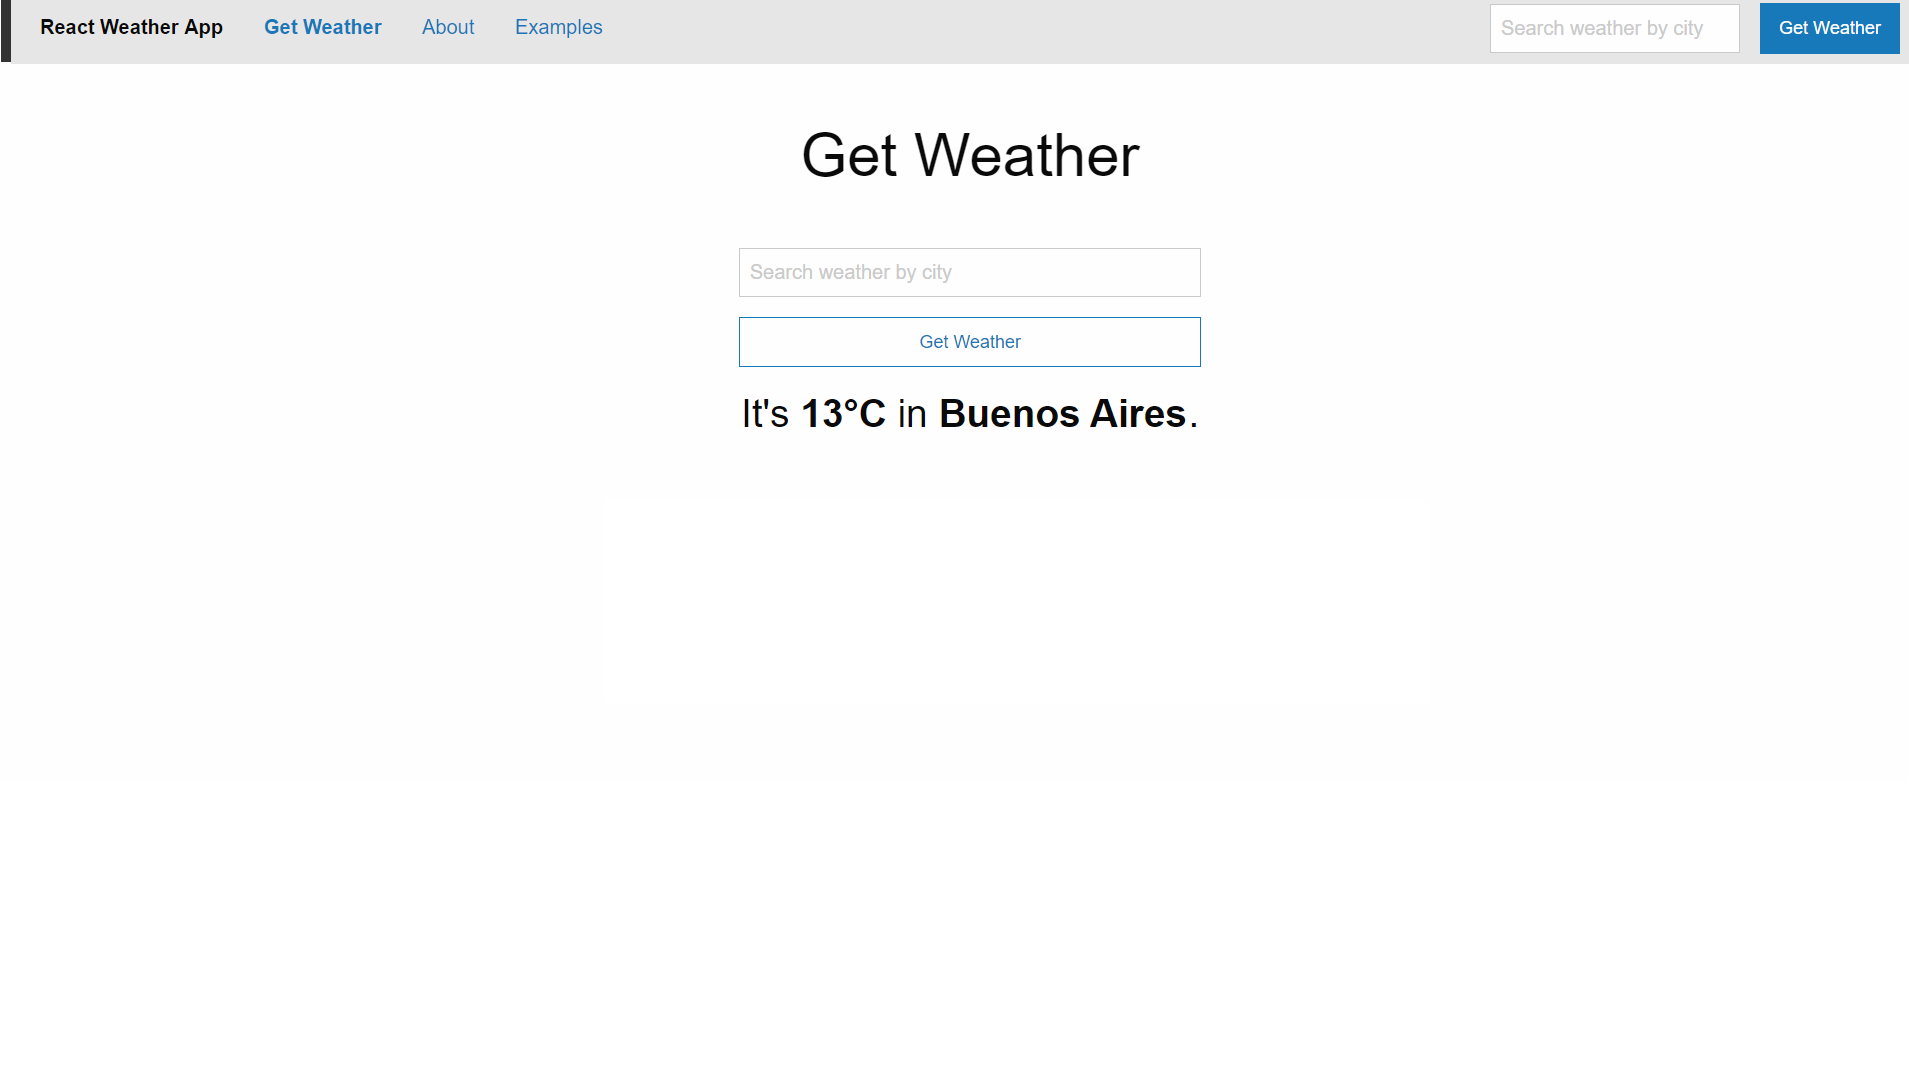 React Weather App Get Weather About Examples Search weather by city Get Weather
Get Weather
Search weather by city
Get Weather
It's 13°C in Buenos Aires.